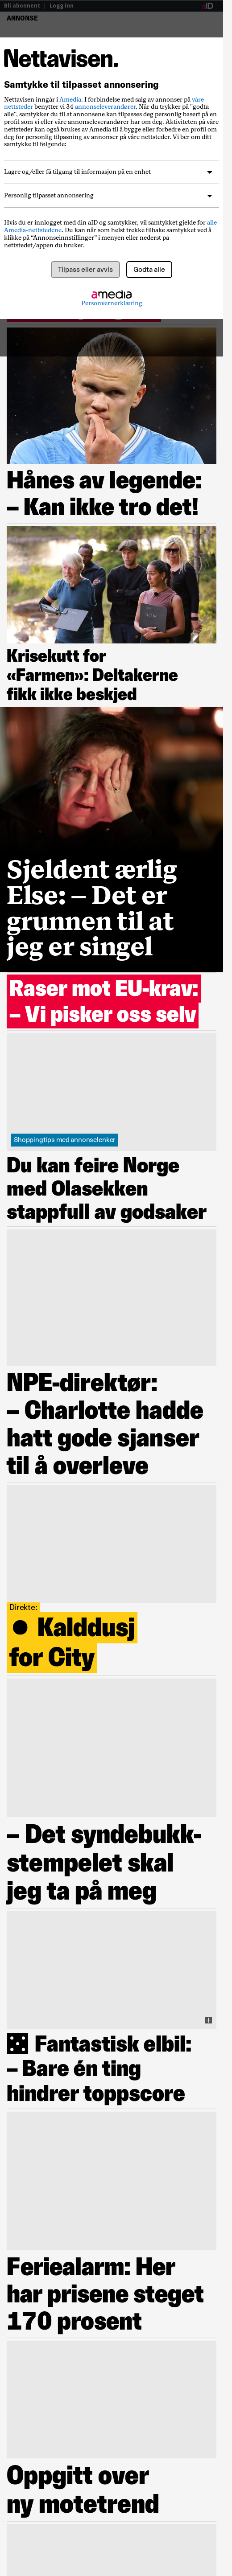 Bli abonnent | Logg inn
aID
ANNONSE
Nettavisen.
Samtykke til tilpasset annonsering
Nettavisen inngår i Amedia. I forbindelse med salg av annonser på våre
nettsteder benytter vi 34 annonseleverandører. Når du trykker på "godta
alle", samtykker du til at annonsene kan tilpasses deg personlig basert på en
profil som vi eller våre annonseleverandører har om deg. Aktiviteten på våre
nettsteder kan også brukes av Amedia til å bygge eller forbedre en profil om
deg for personlig tilpasning av annonser på våre nettsteder. Vi ber om ditt
samtykke til følgende:
Lagre og/eller få tilgang til informasjon på en enhet
Personlig tilpasset annonsering
Hvis du er innlogget med din aID og samtykker, vil samtykket gjelde for alle
Amedia-nettstedene. Du kan når som helst trekke tilbake samtykket ved å
klikke på “Annonseinnstillinger” i menyen eller nederst på
nettstedet/appen du bruker.
Tilpass eller avvis
Godta alle
amedia
Personvernerklæring
Hånes av legende:
– Kan ikke tro det!
Krisekutt for
«Farmen»: Deltakerne
fikk ikke beskjed
Sjeldent ærlig
Else: – Det er
grunnen til at
jeg er singel
Raser mot EU-krav:
– Vi pisker oss selv
Shoppingtips med annonselenker
Du kan feire Norge
med Olasekken
stappfull av godsaker
NPE-direktør:
– Charlotte hadde
hatt gode sjanser
til å overleve
Direkte:
● Kalddusj
for City
– Det syndebukk-
stempelet skal
jeg ta på meg
Fantastisk elbil:
– Bare én ting
hindrer toppscore
Feriealarm: Her
har prisene steget
170 prosent
Oppgitt over
ny motetrend